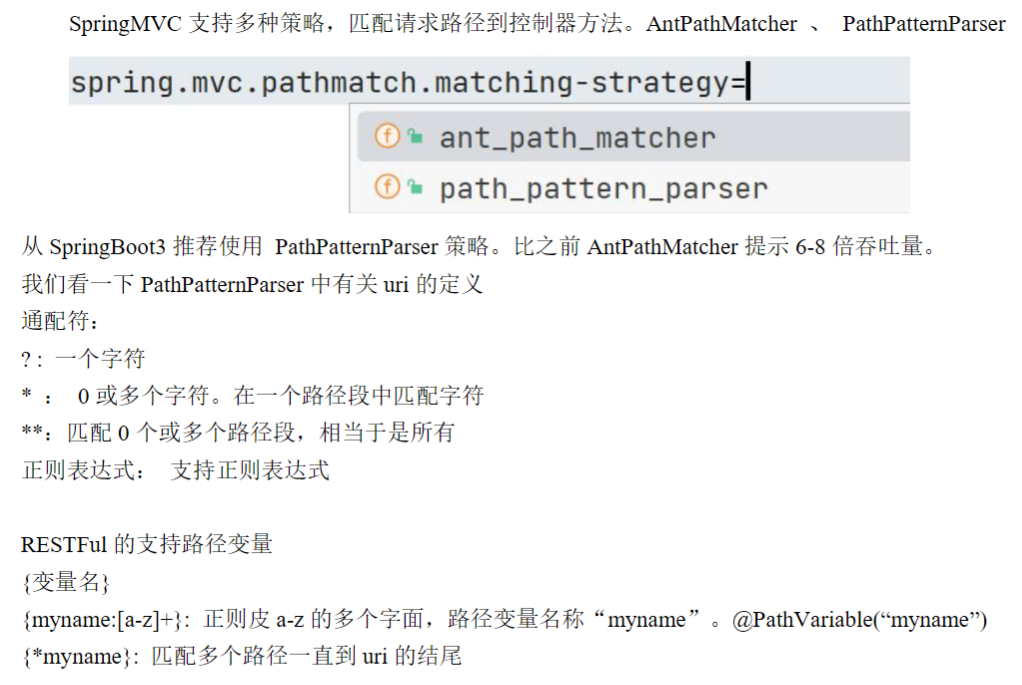 SpringMVC 支持多种策略，匹配请求路径到控制器方法。AntPathMatcher 、 PathPatternParser
spring.mvc.pathmatch.matching-strategy=
ant_path_matcher
path_pattern_parser
从 SpringBoot3 推荐使用 PathPatternParser 策略。比之前 AntPathMatcher 提示 6-8 倍吞吐量。
我们看一下 PathPatternParser 中有关 uri 的定义
通配符：
? : 一个字符
* ： 0 或多个字符。在一个路径段中匹配字符
**：匹配 0 个或多个路径段，相当于是所有
正则表达式： 支持正则表达式
RESTFul 的支持路径变量
{变量名}
{myname:[a-z]+}: 正则皮 a-z 的多个字面，路径变量名称“myname”。@PathVariable(“myname”)
{*myname}: 匹配多个路径一直到 uri 的结尾